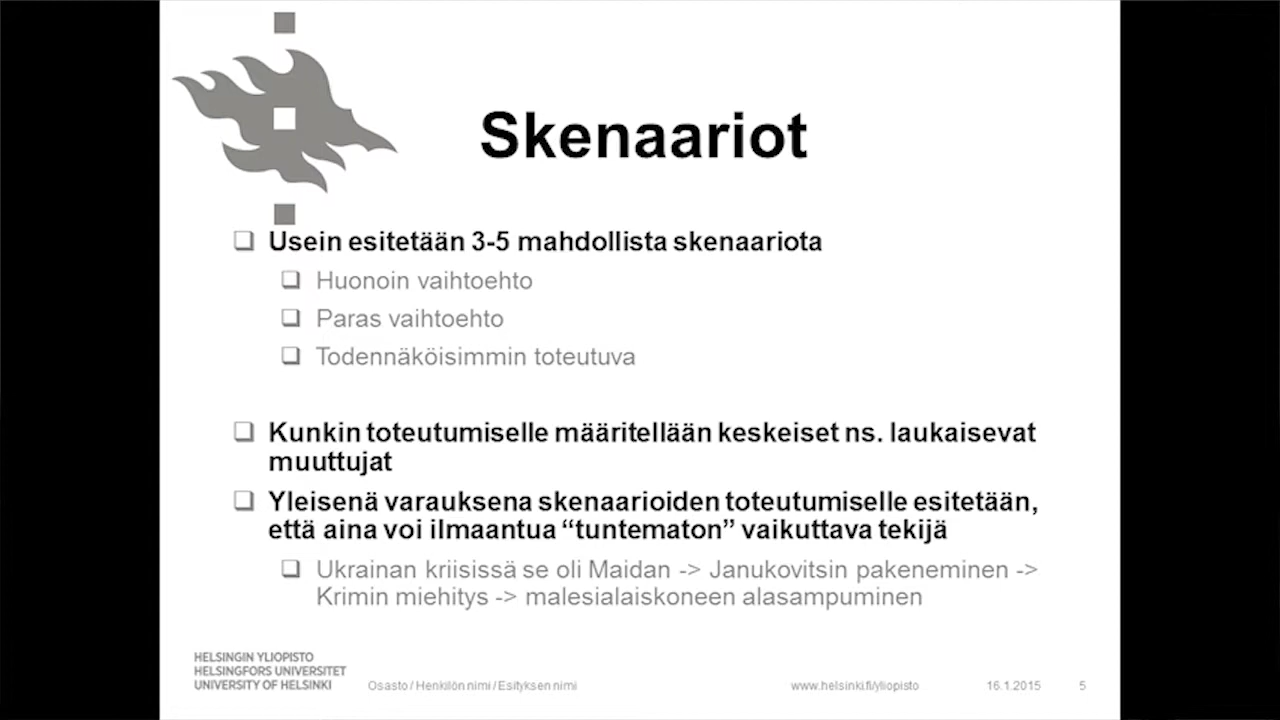 Skenaariot
Usein esitetään 3-5 mahdollista skenaariota
Huonoin vaihtoehto
Paras vaihtoehto
Todennäköisimmin toteutuva
Kunkin toteutumiselle määritellään keskeiset ns. laukaisevat
muuttujat
Yleisenä varauksena skenaarioiden toteutumiselle esitetään,
että aina voi ilmaantua “tuntematon” vaikuttava tekijä
Ukrainan kriisissä se oli Maidan -> Janukovitsin pakeneminen ->
Krimin miehitys -> malesialaiskoneen alasampuminen
HELSINGIN YLIOPISTO
HELSINGFORS UNIVERSITET
UNIVERSITY OF HELSINKI
Osasto / Henkilön nimi / Esityksen nimi
www.helsinki.fi/yliopisto
16.1.2015
5